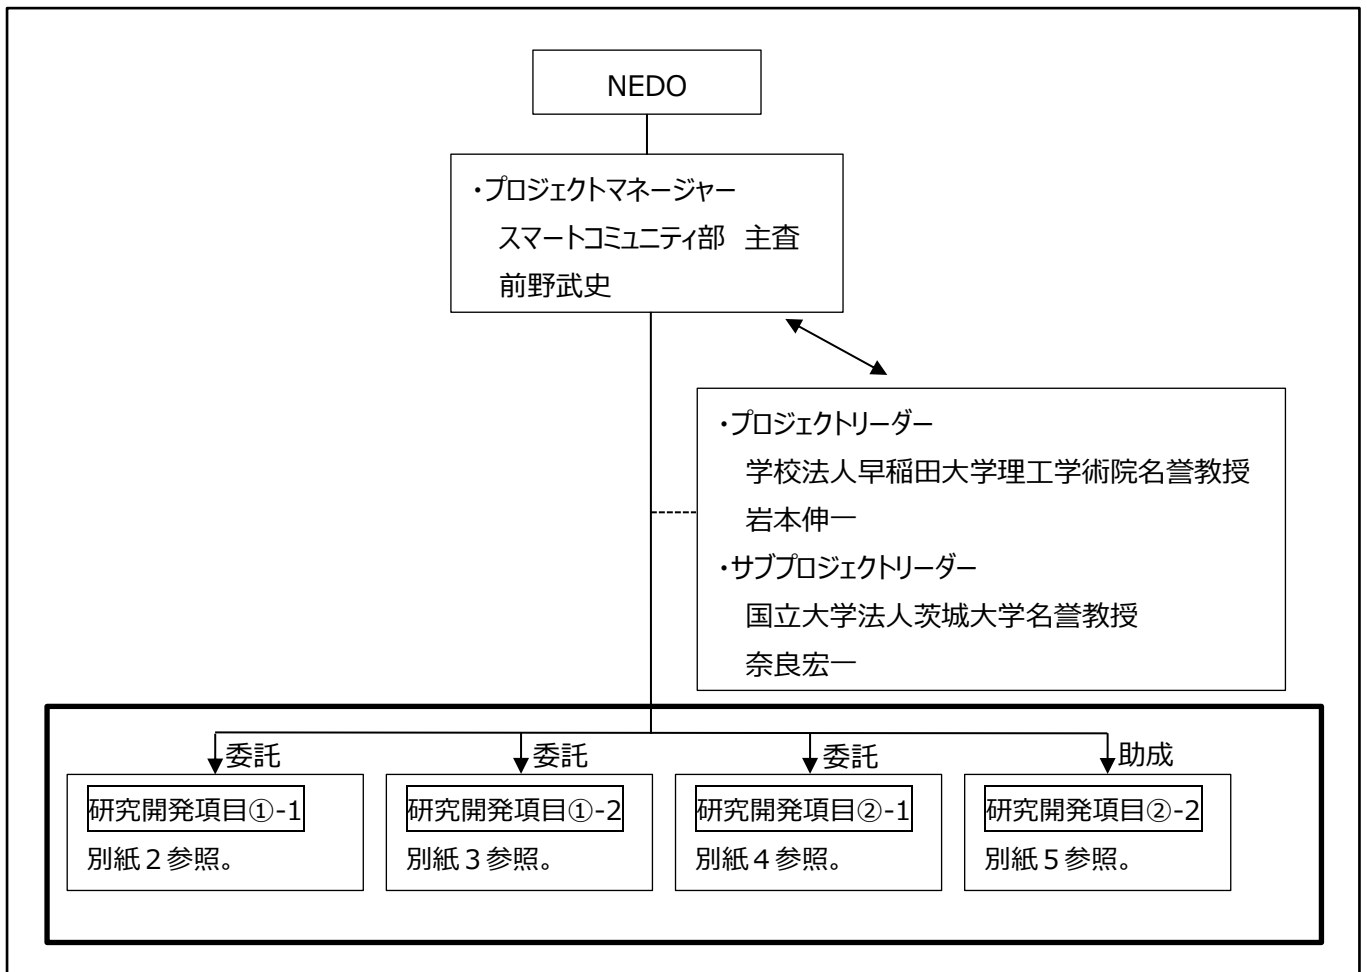 NEDO
・プロジェクトマネージャー
スマートコミュニティ部 主査
前野武史
・プロジェクトリーダー
学校法人早稲田大学理工学術院名誉教授
岩本伸一
・サブプロジェクトリーダー
国立大学法人茨城大学名誉教授
奈良宏一
委託
委託
委託
助成
研究開発項目①-1
別紙２参照。
研究開発項目①-2
別紙３参照。
研究開発項目②-1
別紙４参照。
研究開発項目②-2
別紙５参照。